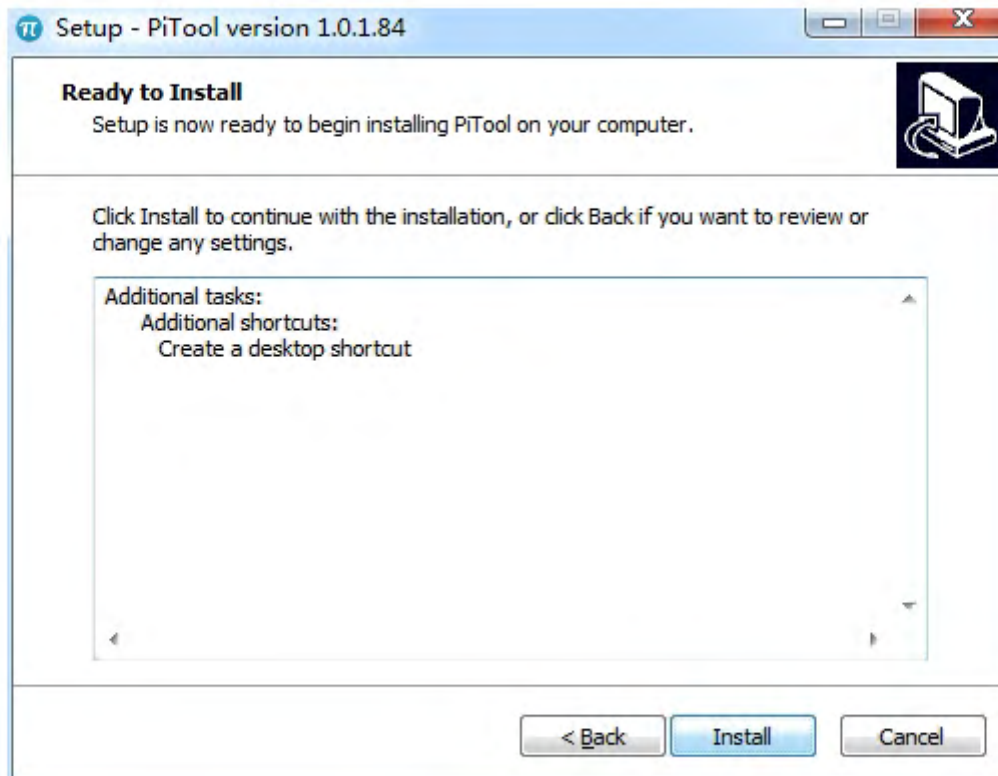 π Setup - PiTool version 1.0.1.84
Ready to Install
Setup is now ready to begin installing PiTool on your computer.
Click Install to continue with the installation, or click Back if you want to review or
change any settings.
Additional tasks:
Additional shortcuts:
Create a desktop shortcut
< Back Install Cancel